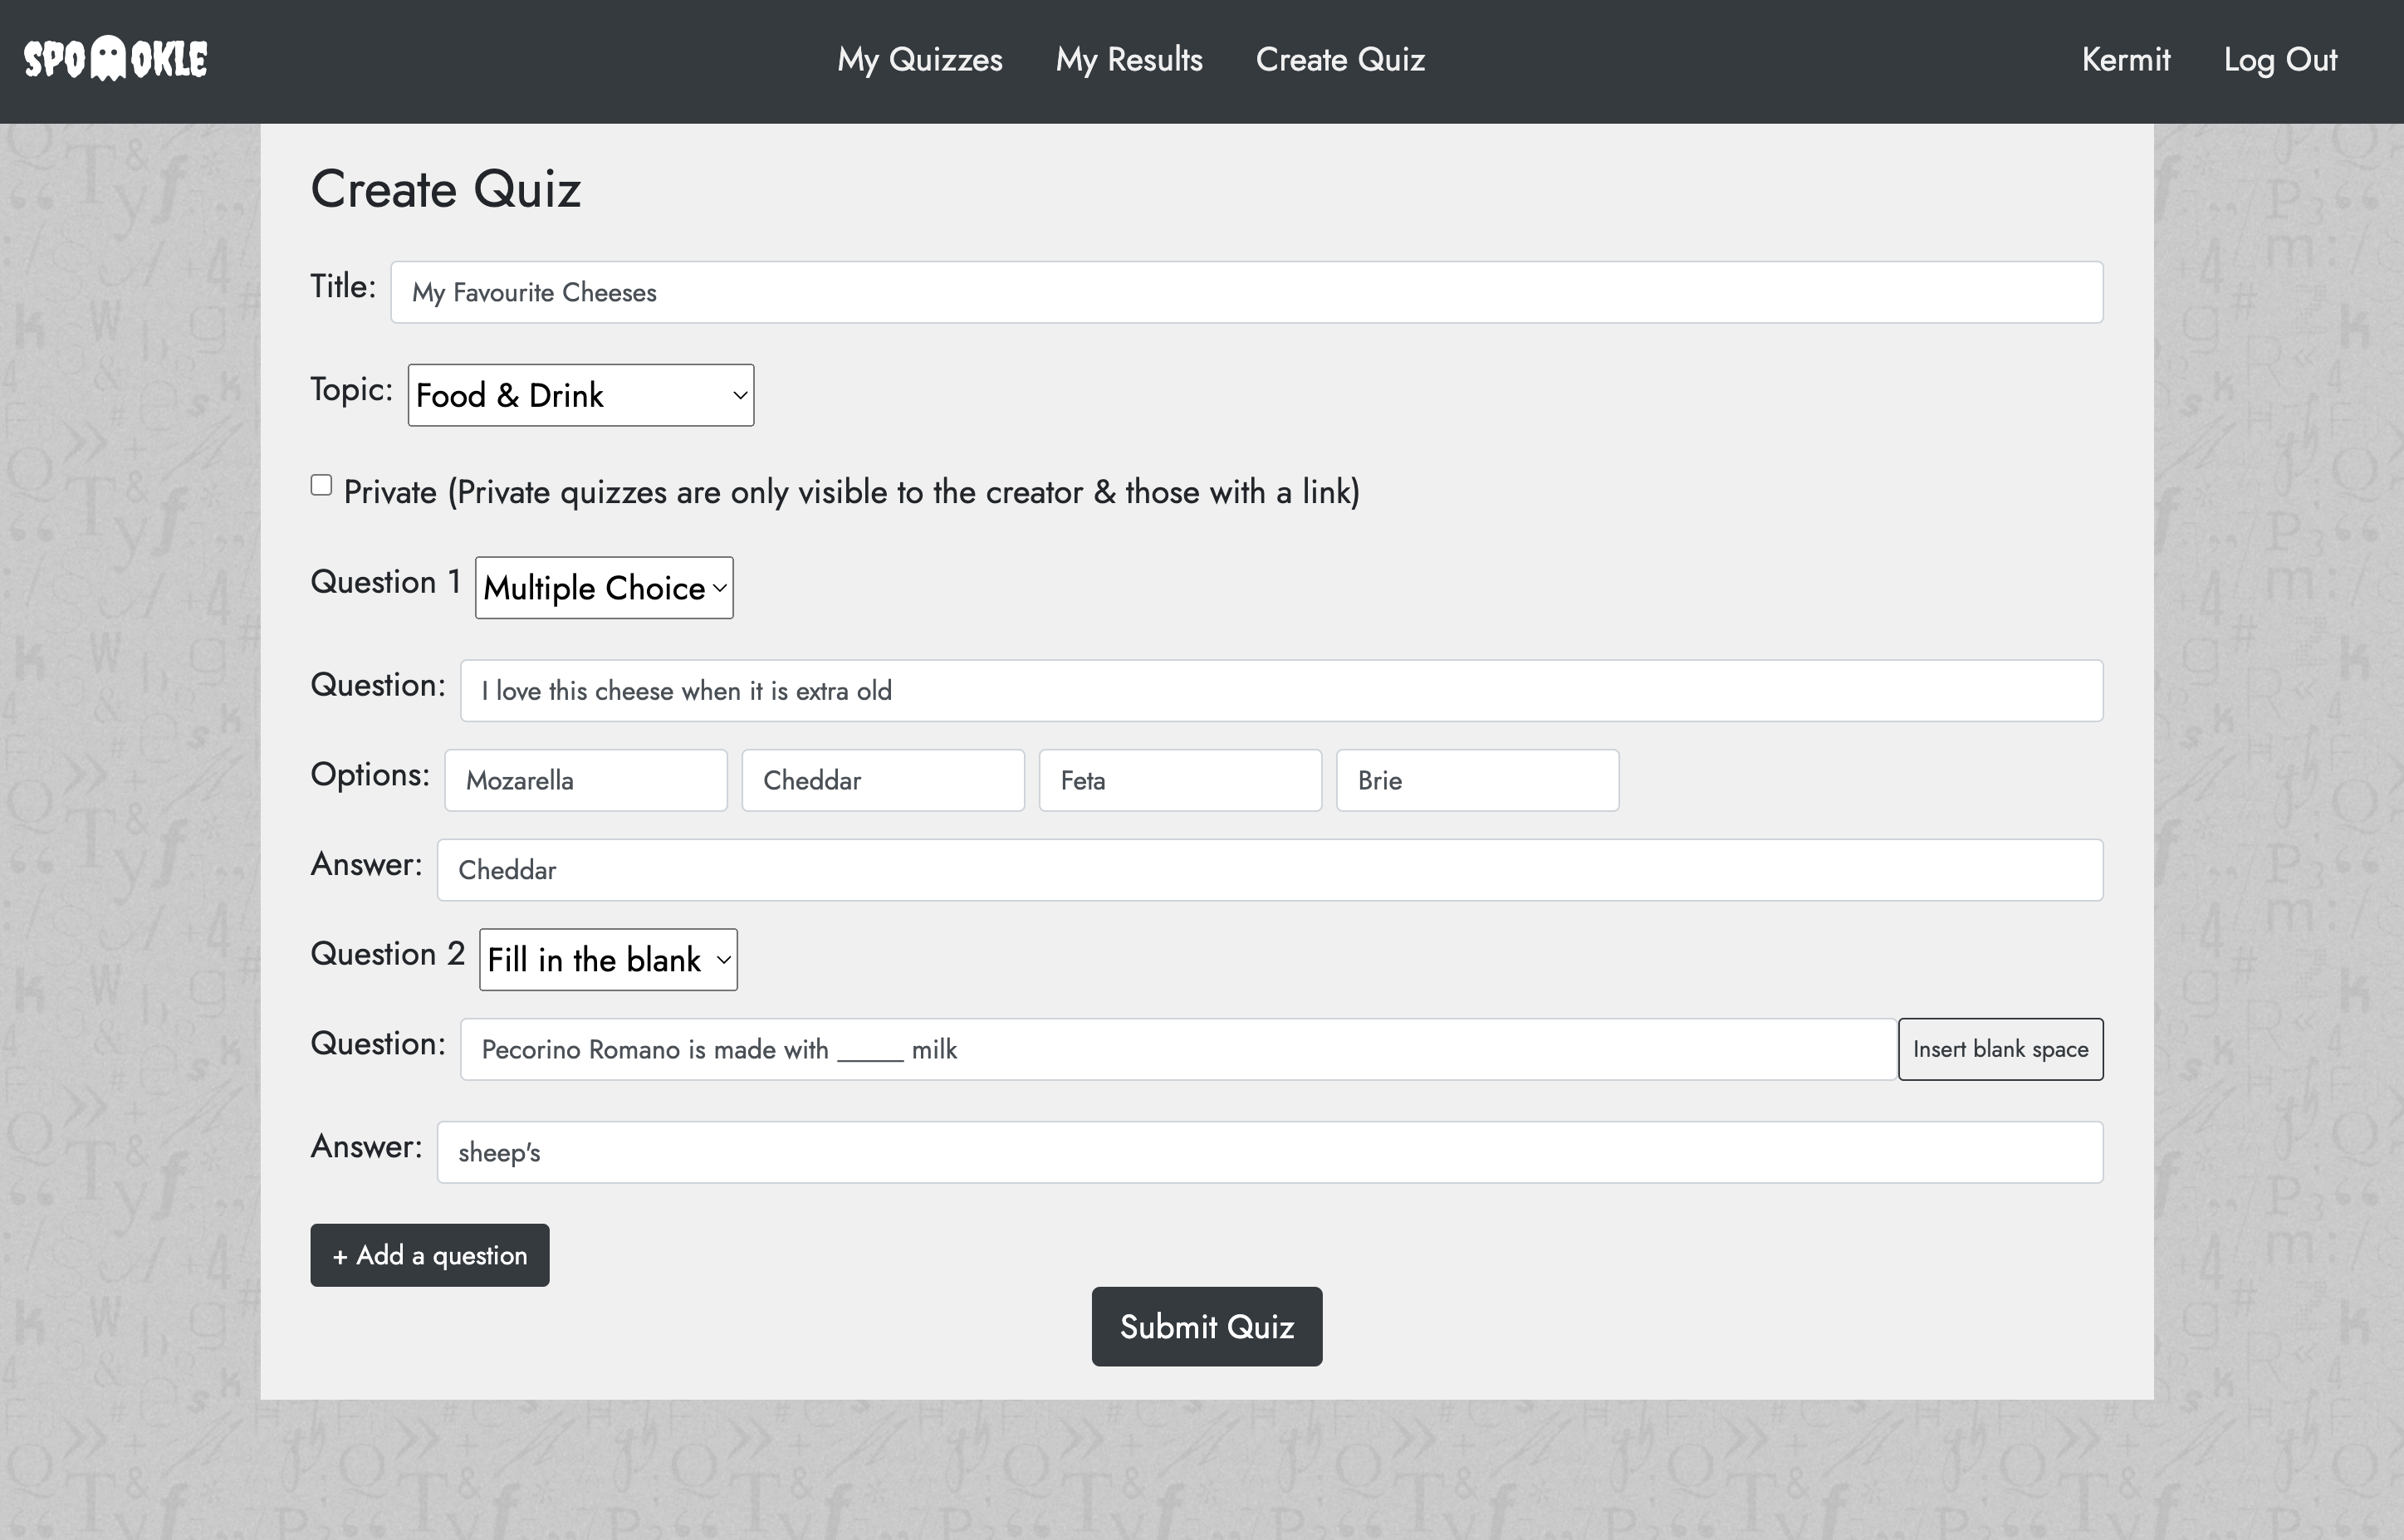 SPOOKLE My Quizzes My Results Create Quiz Kermit Log Out
Create Quiz
Title: My Favourite Cheeses
Topic: Food & Drink
Private (Private quizzes are only visible to the creator & those with a link)
Question 1 Multiple Choice
Question: I love this cheese when it is extra old
Options: Mozarella Cheddar Feta Brie
Answer: Cheddar
Question 2 Fill in the blank
Question: Pecorino Romano is made with _____ milk Insert blank space
Answer: sheep's
+ Add a question
Submit Quiz